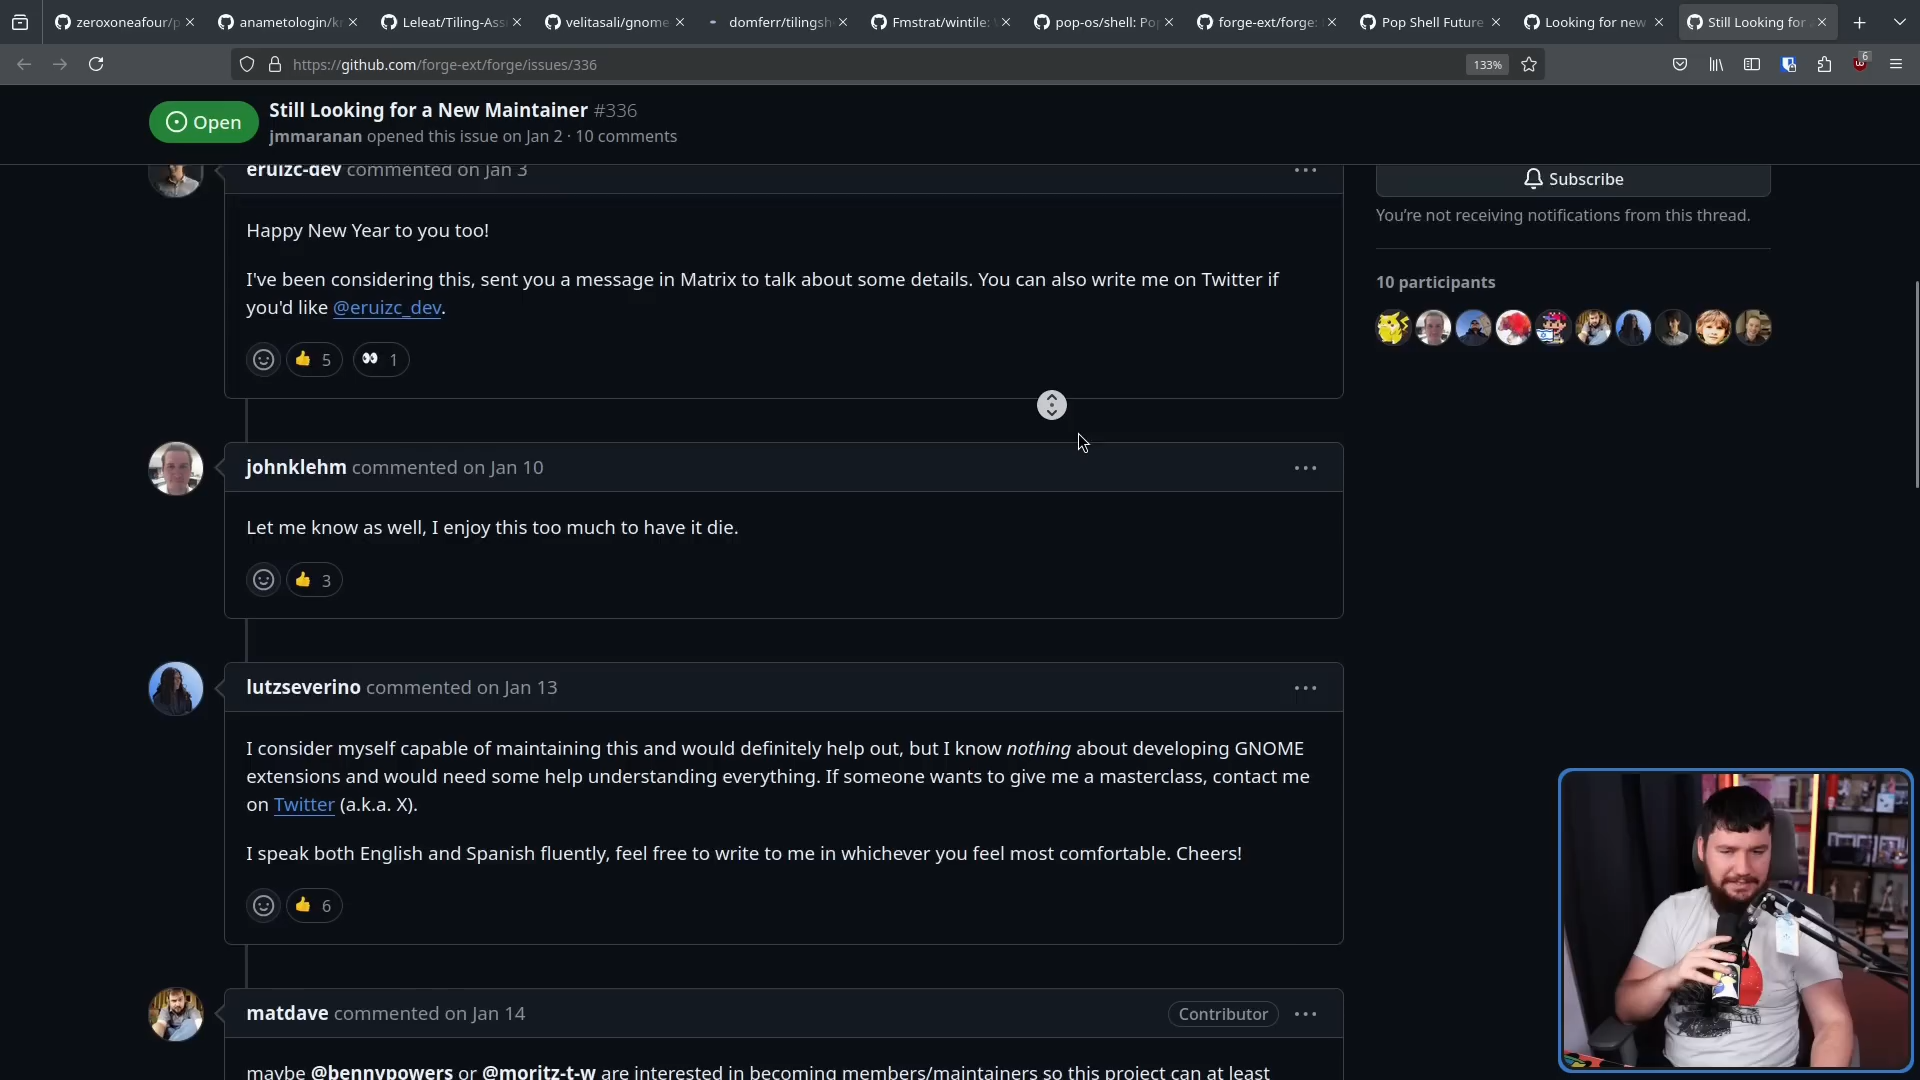 zeroxoneafour/p
anametologin/kr
Leleat/Tiling-Ass
velitasali/gnome
domferr/tilingsh
Fmstrat/wintile:
pop-os/shell: Pop
forge-ext/forge:
Pop Shell Future
Looking for new
Still Looking for
https://github.com/forge-ext/forge/issues/336
133%
6
Open
Still Looking for a New Maintainer #336
jmmaranan opened this issue on Jan 2 · 10 comments
eruizc-dev commented on Jan 3
Happy New Year to you too!
I've been considering this, sent you a message in Matrix to talk about some details. You can also write me on Twitter if
you'd like @eruizc_dev.
5
1
johnklehm commented on Jan 10
Let me know as well, I enjoy this too much to have it die.
3
lutzseverino commented on Jan 13
I consider myself capable of maintaining this and would definitely help out, but I know nothing about developing GNOME
extensions and would need some help understanding everything. If someone wants to give me a masterclass, contact me
on Twitter (a.k.a. X).
I speak both English and Spanish fluently, feel free to write to me in whichever you feel most comfortable. Cheers!
6
matdave commented on Jan 14
Contributor
maybe @bennypowers or @moritz-t-w are interested in becoming members/maintainers so this project can at least
Subscribe
You're not receiving notifications from this thread.
10 participants